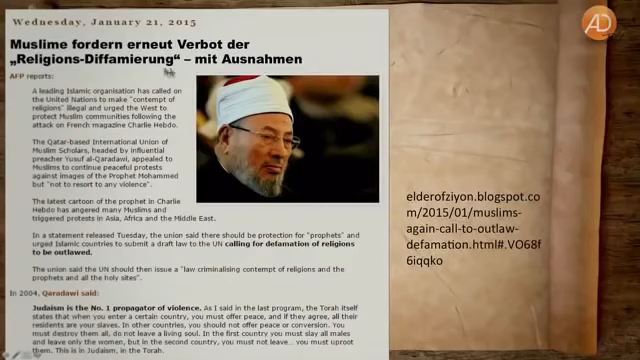 Wednesday, January 21, 2015
Muslime fordern erneut Verbot der
„Religions-Diffamierung“ – mit Ausnahmen
AFP reports:
A leading Islamic organisation has called on
the United Nations to make "contempt of
religions" illegal and urged the West to
protect Muslim communities following the
attack on French magazine Charlie Hebdo.
The Qatar-based International Union of
Muslim Scholars, headed by influential
preacher Yusuf al-Qaradawi, appealed to
Muslims to continue peaceful protests
against images of the Prophet Mohammed
but "not to resort to any violence".
The latest cartoon of the prophet in Charlie
Hebdo has angered many Muslims and
triggered protests in Asia, Africa and the Middle East.
In a statement released Tuesday, the union said there should be protection for "prophets" and
urged Islamic countries to submit a draft law to the UN calling for defamation of religions
to be outlawed.
The union said the UN should then issue a "law criminalising contempt of religions and the
prophets and all the holy sites".
In 2004, Qaradawi said:
Judaism is the No. 1 propagator of violence. As I said in the last program, the Torah itself
states that when you enter a certain country, you must offer peace, and if they agree, all their
residents are your slaves. In other countries, you should not offer peace or conversion. You
must destroy them all, do not leave a living soul. In the first country you must slay all males
and leave only the women, but in the second country, you must not leave... you must uproot
them. This is in Judaism, in the Torah.
AD
elderofziyon.blogspot.co
m/2015/01/muslims-
again-call-to-outlaw-
defamation.html#.VO68f
6iqqko